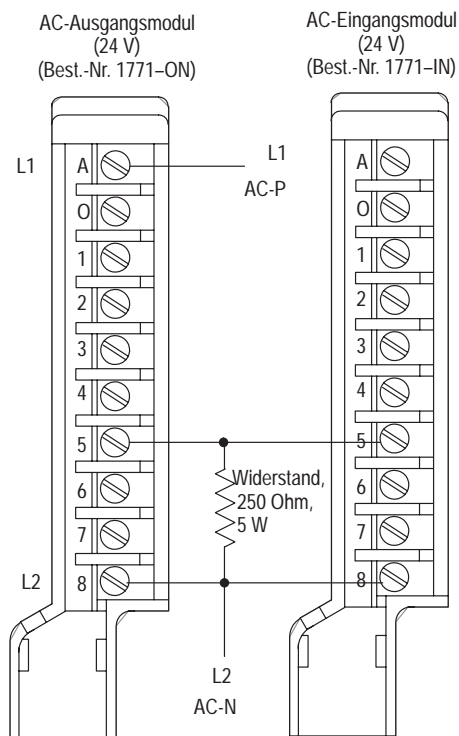 AC-Ausgangsmodul
(24 V)
(Best.-Nr. 1771–ON)
AC-Eingangsmodul
(24 V)
(Best.-Nr. 1771–IN)
L1
A
L1
AC-P
A
O
O
1
1
2
2
3
3
4
4
5
5
Widerstand,
250 Ohm,
5 W
6
6
7
7
L2
8
8
L2
AC-N